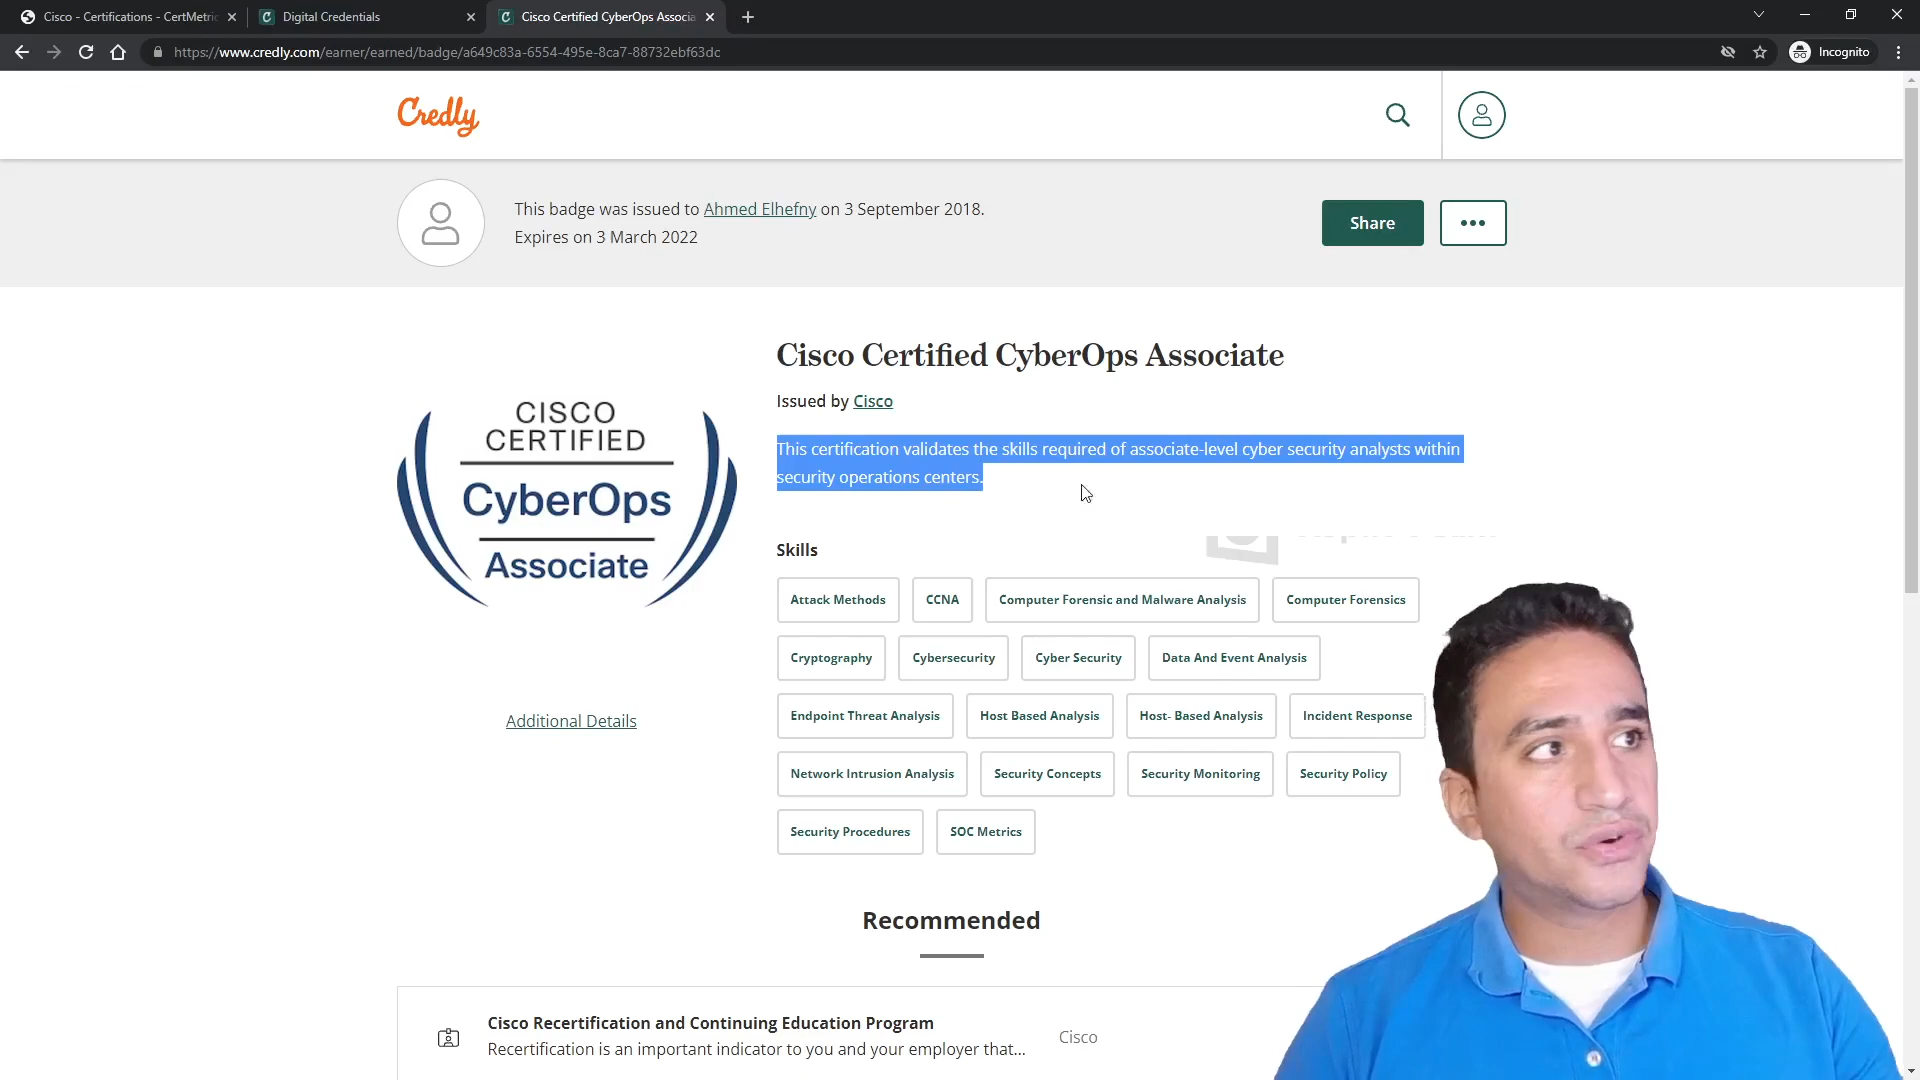 Cisco - Certifications - CertMetric
Digital Credentials
Cisco Certified CyberOps Associa
https://www.credly.com/earner/earned/badge/a649c83a-6554-495e-8ca7-88732ebf63dc
Incognito
Credly
This badge was issued to Ahmed Elhefny on 3 September 2018.
Expires on 3 March 2022
Share
Cisco Certified CyberOps Associate
Issued by Cisco
This certification validates the skills required of associate-level cyber security analysts within
security operations centers.
CISCO
CERTIFIED
CyberOps
Associate
Additional Details
Skills
Attack Methods
CCNA
Computer Forensic and Malware Analysis
Computer Forensics
Cryptography
Cybersecurity
Cyber Security
Data And Event Analysis
Endpoint Threat Analysis
Host Based Analysis
Host- Based Analysis
Incident Response
Network Intrusion Analysis
Security Concepts
Security Monitoring
Security Policy
Security Procedures
SOC Metrics
Recommended
Cisco Recertification and Continuing Education Program
Recertification is an important indicator to you and your employer that...
Cisco